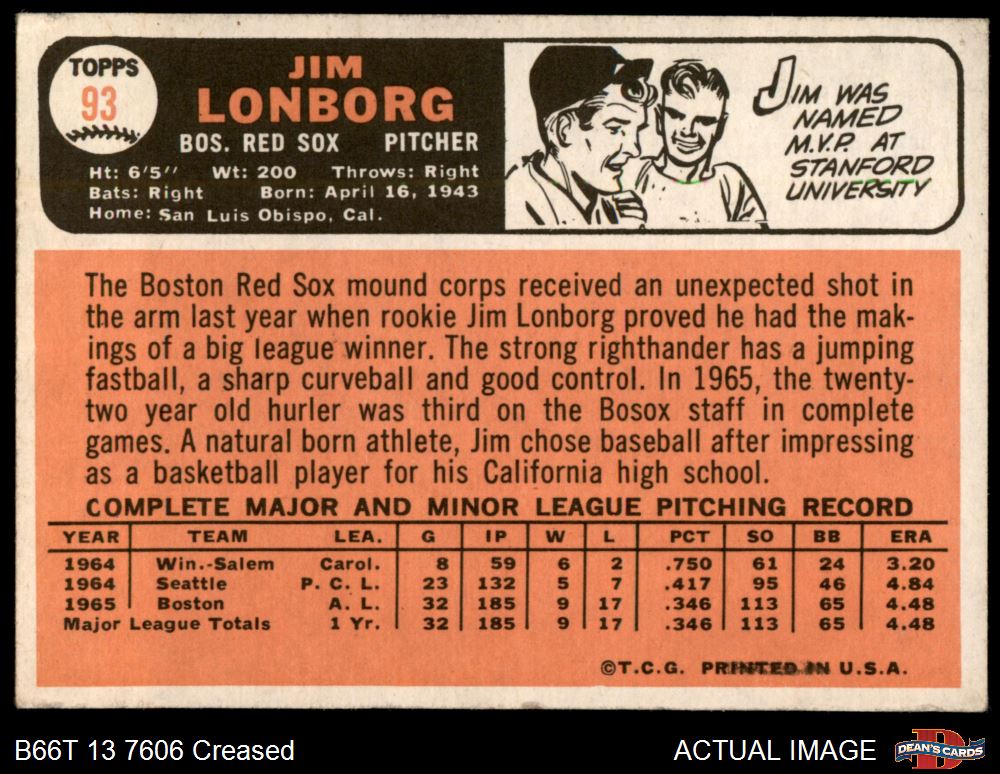 TOPPS
93
JIM
LONBORG
BOS. RED SOX PITCHER
Ht: 6'5" Wt: 200 Throws: Right
Bats: Right Born: April 16, 1943
Home: San Luis Obispo, Cal.
JIM WAS
NAMED
M.V.P. AT
STANFORD
UNIVERSITY
The Boston Red Sox mound corps received an unexpected shot in
the arm last year when rookie Jim Lonborg proved he had the mak-
ings of a big league winner. The strong righthander has a jumping
fastball, a sharp curveball and good control. In 1965, the twenty-
two year old hurler was third on the Bosox staff in complete
games. A natural born athlete, Jim chose baseball after impressing
as a basketball player for his California high school.
COMPLETE MAJOR AND MINOR LEAGUE PITCHING RECORD
YEAR TEAM LEA. G IP W L PCT SO BB ERA
1964 Win.-Salem Carol. 8 59 6 2 .750 61 24 3.20
1964 Seattle P. C. L. 23 132 5 7 .417 95 46 4.84
1965 Boston A. L. 32 185 9 17 .346 113 65 4.48
Major League Totals 1 Yr. 32 185 9 17 .346 113 65 4.48
©T.C.G. PRINTED IN U.S.A.
B66T 13 7606 Creased
ACTUAL IMAGE
D
DEAN'S CARDS